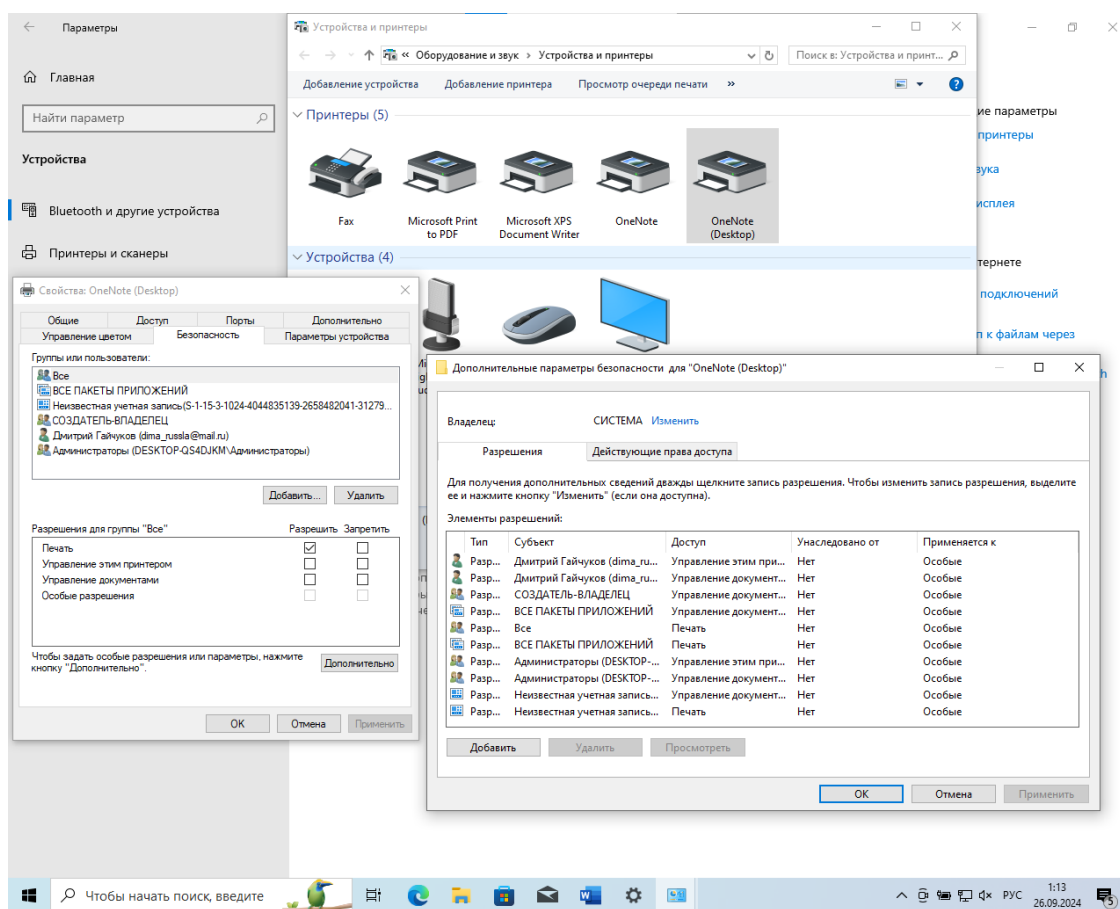 Параметры
Главная
Найти параметр
Устройства
Bluetooth и другие устройства
Принтеры и сканеры
Устройства и принтеры
« Оборудование и звук › Устройства и принтеры
Поиск в: Устройства и принт...
Добавление устройства Добавление принтера Просмотр очереди печати »
Принтеры (5)
Fax
Microsoft Print to PDF
Microsoft XPS Document Writer
OneNote
OneNote (Desktop)
Устройства (4)
ие параметры
принтеры
вука
исплея
тернете
подключений
п к файлам через
Свойства: OneNote (Desktop)
Общие Доступ Порты Дополнительно
Управление цветом Безопасность Параметры устройства
Группы или пользователи:
Все
ВСЕ ПАКЕТЫ ПРИЛОЖЕНИЙ
Неизвестная учетная запись(S-1-15-3-1024-4044835139-2658482041-31279...
СОЗДАТЕЛЬ-ВЛАДЕЛЕЦ
Дмитрий Гайчуков (dima_russla@mail.ru)
Администраторы (DESKTOP-QS4DJKM\Администраторы)
Добавить... Удалить
Разрешения для группы "Все" Разрешить Запретить
Печать
Управление этим принтером
Управление документами
Особые разрешения
Чтобы задать особые разрешения или параметры, нажмите
кнопку "Дополнительно".
Дополнительно
ОК Отмена Применить
Дополнительные параметры безопасности для "OneNote (Desktop)"
Владелец: СИСТЕМА Изменить
Разрешения Действующие права доступа
Для получения дополнительных сведений дважды щелкните запись разрешения. Чтобы изменить запись разрешения, выделите
ее и нажмите кнопку "Изменить" (если она доступна).
Элементы разрешений:
Тип Субъект Доступ Унаследовано от Применяется к
Разр... Дмитрий Гайчуков (dima_ru... Управление этим при... Нет Особые
Разр... Дмитрий Гайчуков (dima_ru... Управление документ... Нет Особые
Разр... СОЗДАТЕЛЬ-ВЛАДЕЛЕЦ Управление документ... Нет Особые
Разр... ВСЕ ПАКЕТЫ ПРИЛОЖЕНИЙ Управление документ... Нет Особые
Разр... Все Печать Нет Особые
Разр... ВСЕ ПАКЕТЫ ПРИЛОЖЕНИЙ Печать Нет Особые
Разр... Администраторы (DESKTOP-... Управление этим при... Нет Особые
Разр... Администраторы (DESKTOP-... Управление документ... Нет Особые
Разр... Неизвестная учетная запись... Управление документ... Нет Особые
Разр... Неизвестная учетная запись... Печать Нет Особые
Добавить Удалить Просмотреть
ОК Отмена Применить
Чтобы начать поиск, введите
РУС
1:13
26.09.2024
5